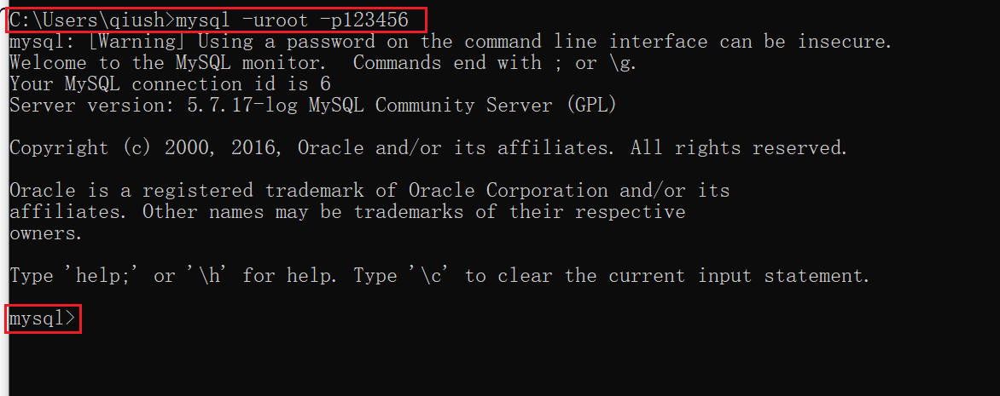 C:\Users\qiush>mysql -uroot -p123456
mysql: [Warning] Using a password on the command line interface can be insecure.
Welcome to the MySQL monitor.  Commands end with ; or \g.
Your MySQL connection id is 6
Server version: 5.7.17-log MySQL Community Server (GPL)
Copyright (c) 2000, 2016, Oracle and/or its affiliates. All rights reserved.
Oracle is a registered trademark of Oracle Corporation and/or its
affiliates. Other names may be trademarks of their respective
owners.
Type 'help;' or '\h' for help. Type '\c' to clear the current input statement.
mysql>